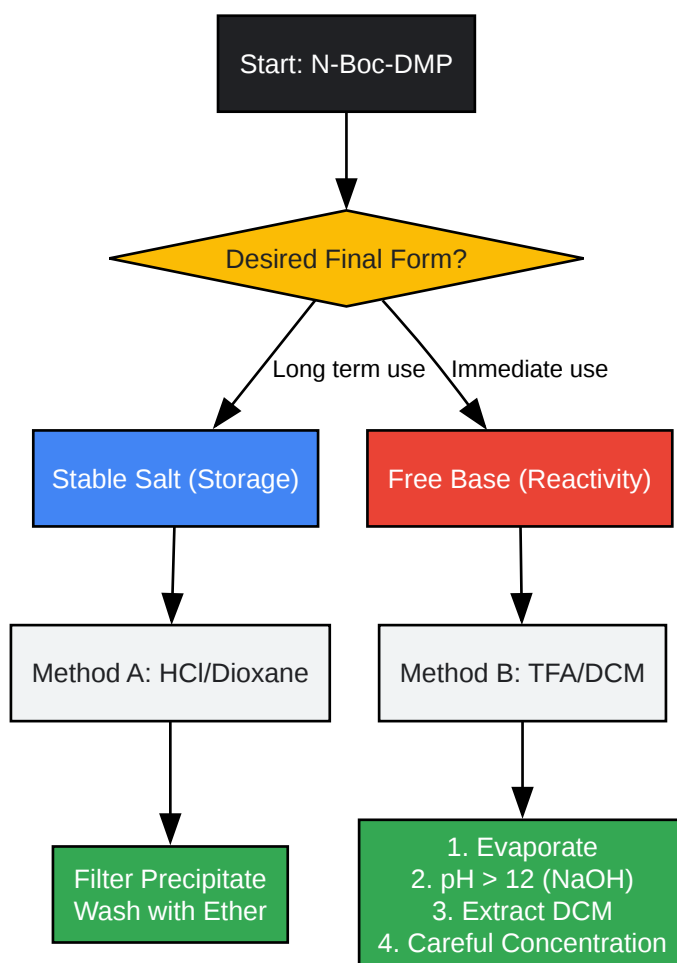 Start: N-Boc-DMP
Desired Final Form?
Long term use
Immediate use
Stable Salt (Storage)
Free Base (Reactivity)
Method A: HCl/Dioxane
Method B: TFA/DCM
Filter Precipitate
Wash with Ether
1. Evaporate
2. pH > 12 (NaOH)
3. Extract DCM
4. Careful Concentration